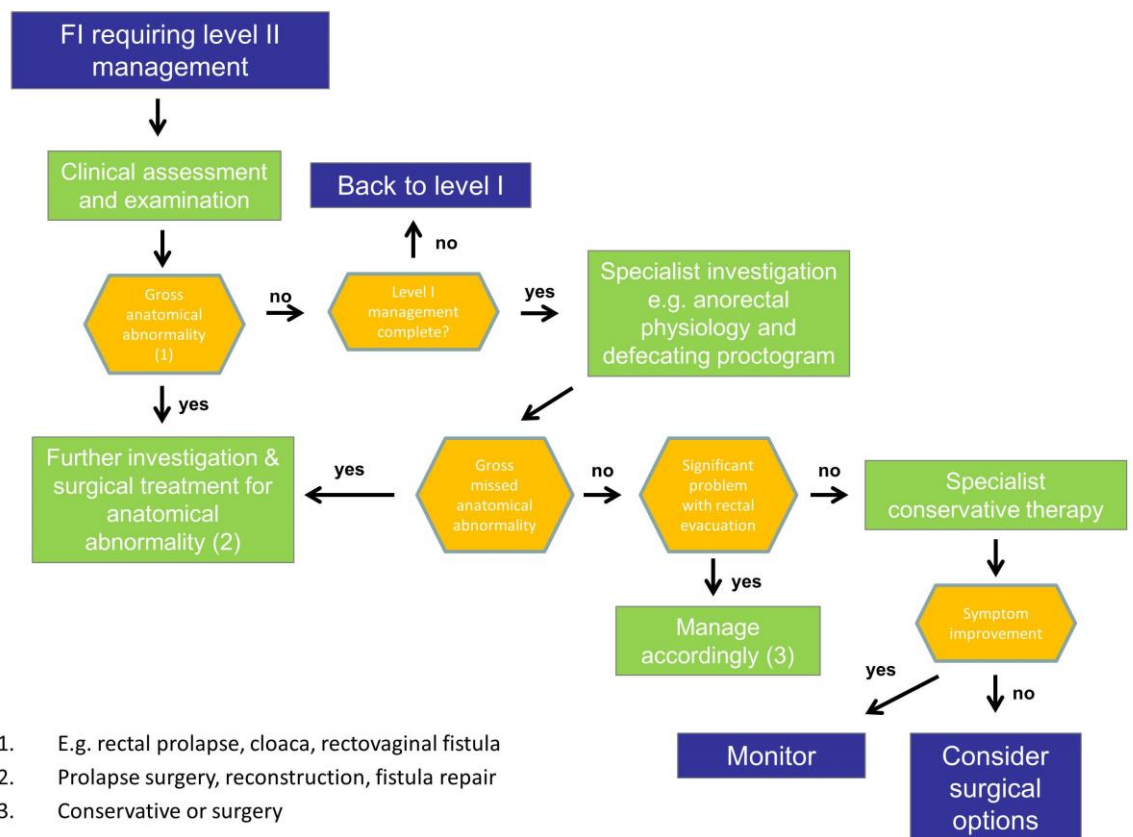 FI requiring level II
management
Clinical assessment
and examination
Back to level I
no
Gross
anatomical
abnormality
(1)
no
Level I
management
complete?
yes
Specialist investigation
e.g. anorectal
physiology and
defecating proctogram
yes
Further investigation &
surgical treatment for
anatomical
abnormality (2)
yes
Gross
missed
anatomical
abnormality
no
Significant
problem
with rectal
evacuation
no
Specialist
conservative therapy
yes
Manage
accordingly (3)
Symptom
improvement
yes
no
Monitor
Consider
surgical
options
1. E.g. rectal prolapse, cloaca, rectovaginal fistula
2. Prolapse surgery, reconstruction, fistula repair
3. Conservative or surgery